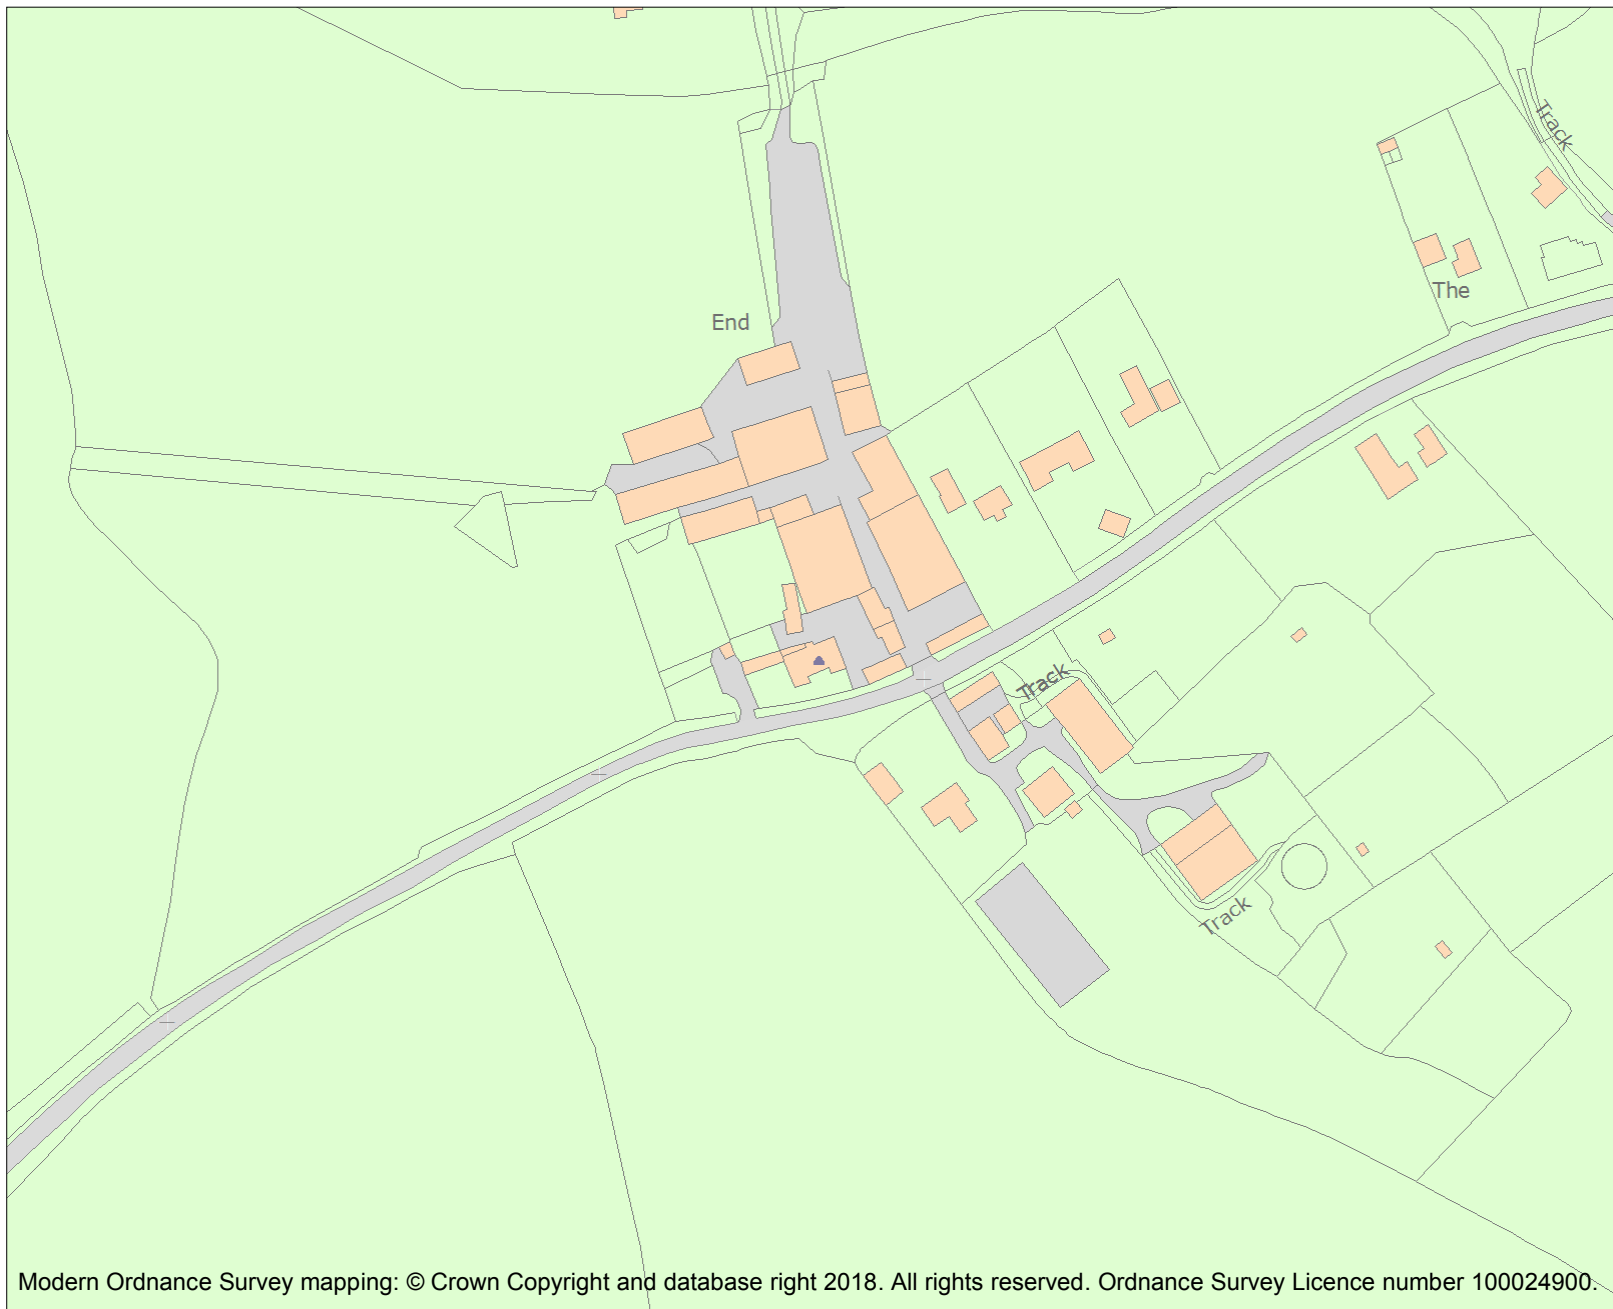 Track
The
End
Track
Track
Modern Ordnance Survey mapping: © Crown Copyright and database right 2018. All rights reserved. Ordnance Survey Licence number 100024900.